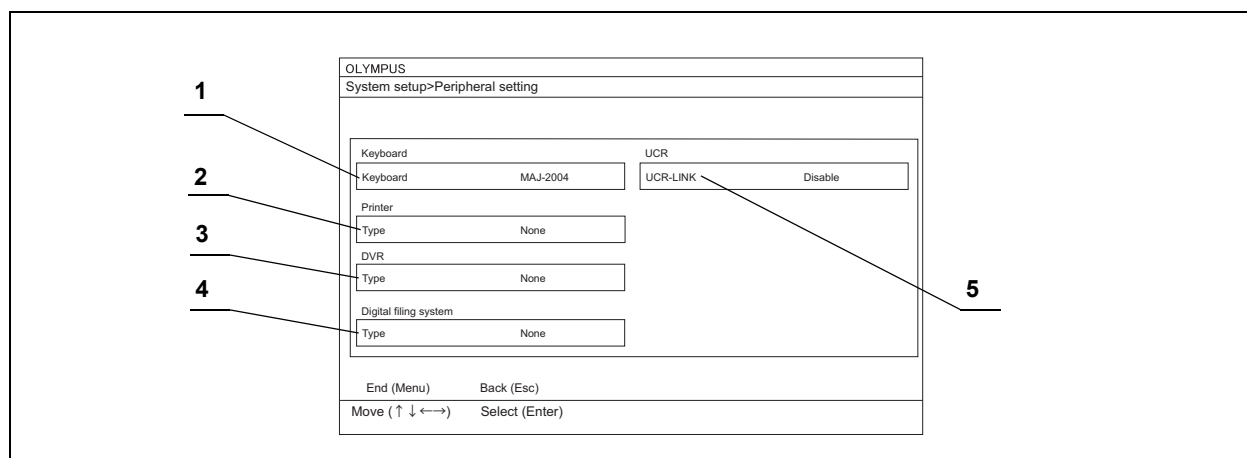 OLYMPUS
System setup>Peripheral setting
1
2
3
4
5
Keyboard
Keyboard MAJ-2004
Printer
Type None
DVR
Type None
Digital filing system
Type None
UCR
UCR-LINK Disable
End (Menu) Back (Esc)
Move (↑↓←→) Select (Enter)